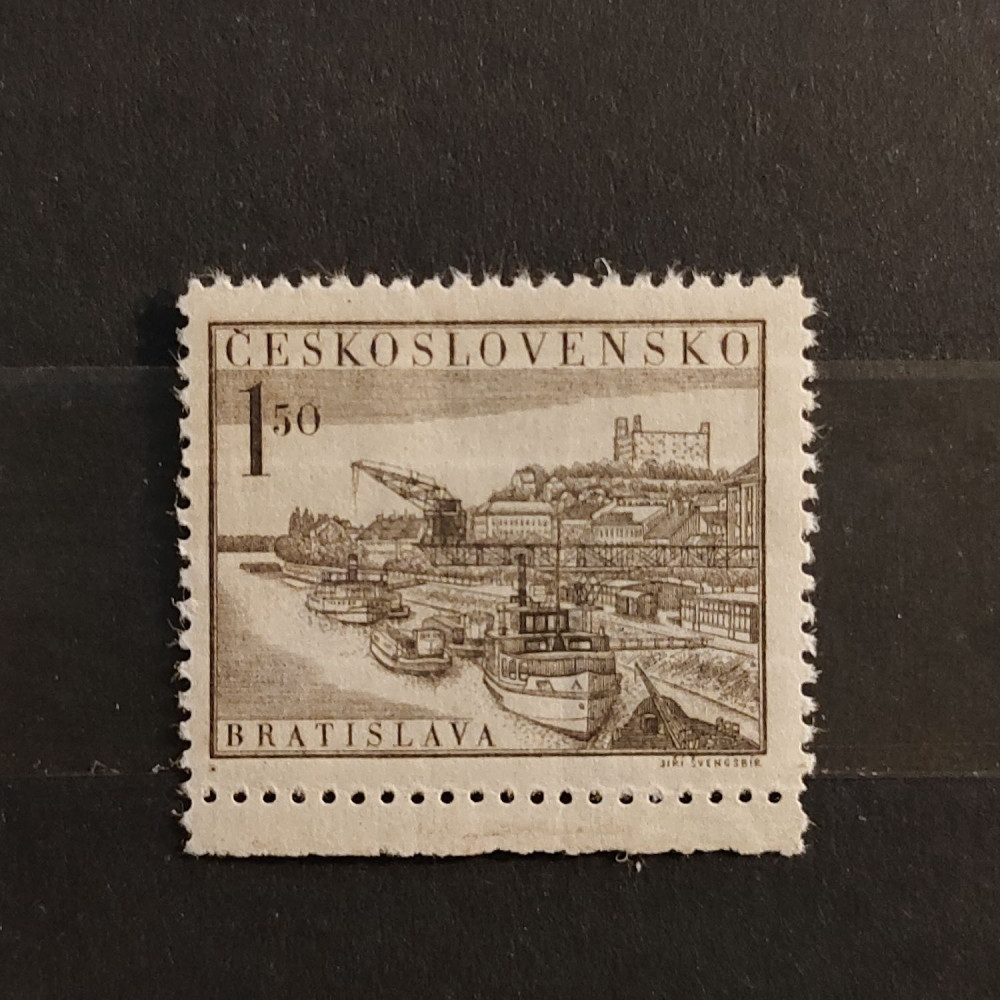 ČESKOSLOVENSKO
1 50
BRATISLAVA
JIŘÍ ŠVENGSBÍR